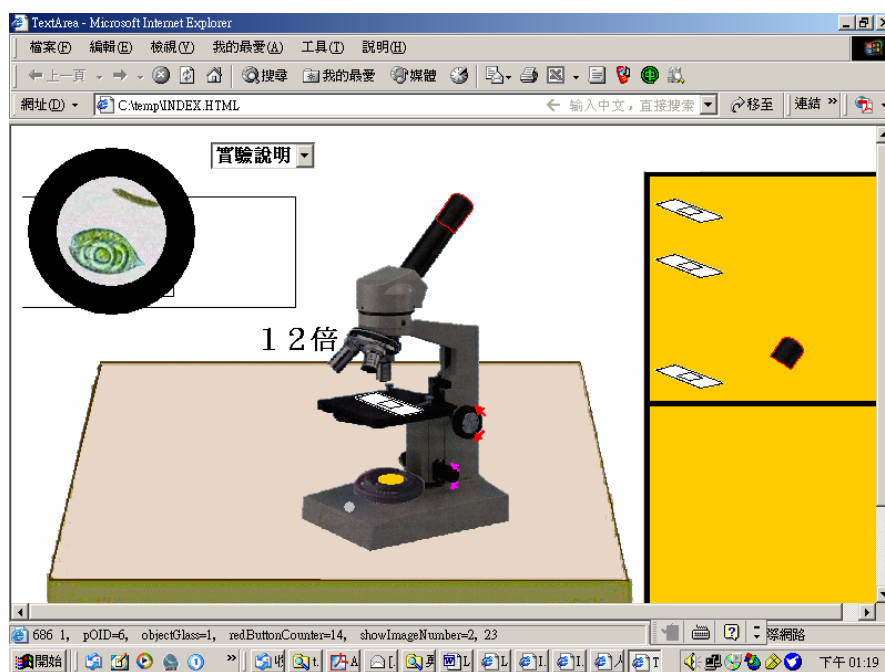 TextArea - Microsoft Internet Explorer
檔案(F) 編輯(E) 檢視(V) 我的最愛(A) 工具(T) 說明(H)
上一頁 搜尋 我的最愛 媒體
網址(D) C:\temp\INDEX.HTML 輸入中文，直接搜索 移至 連結 »
實驗說明
１２倍
686 1, pOID=6, objectGlass=1, redButtonCounter=14, showImageNumber=2, 23 際網路
開始 » 下午 01:19